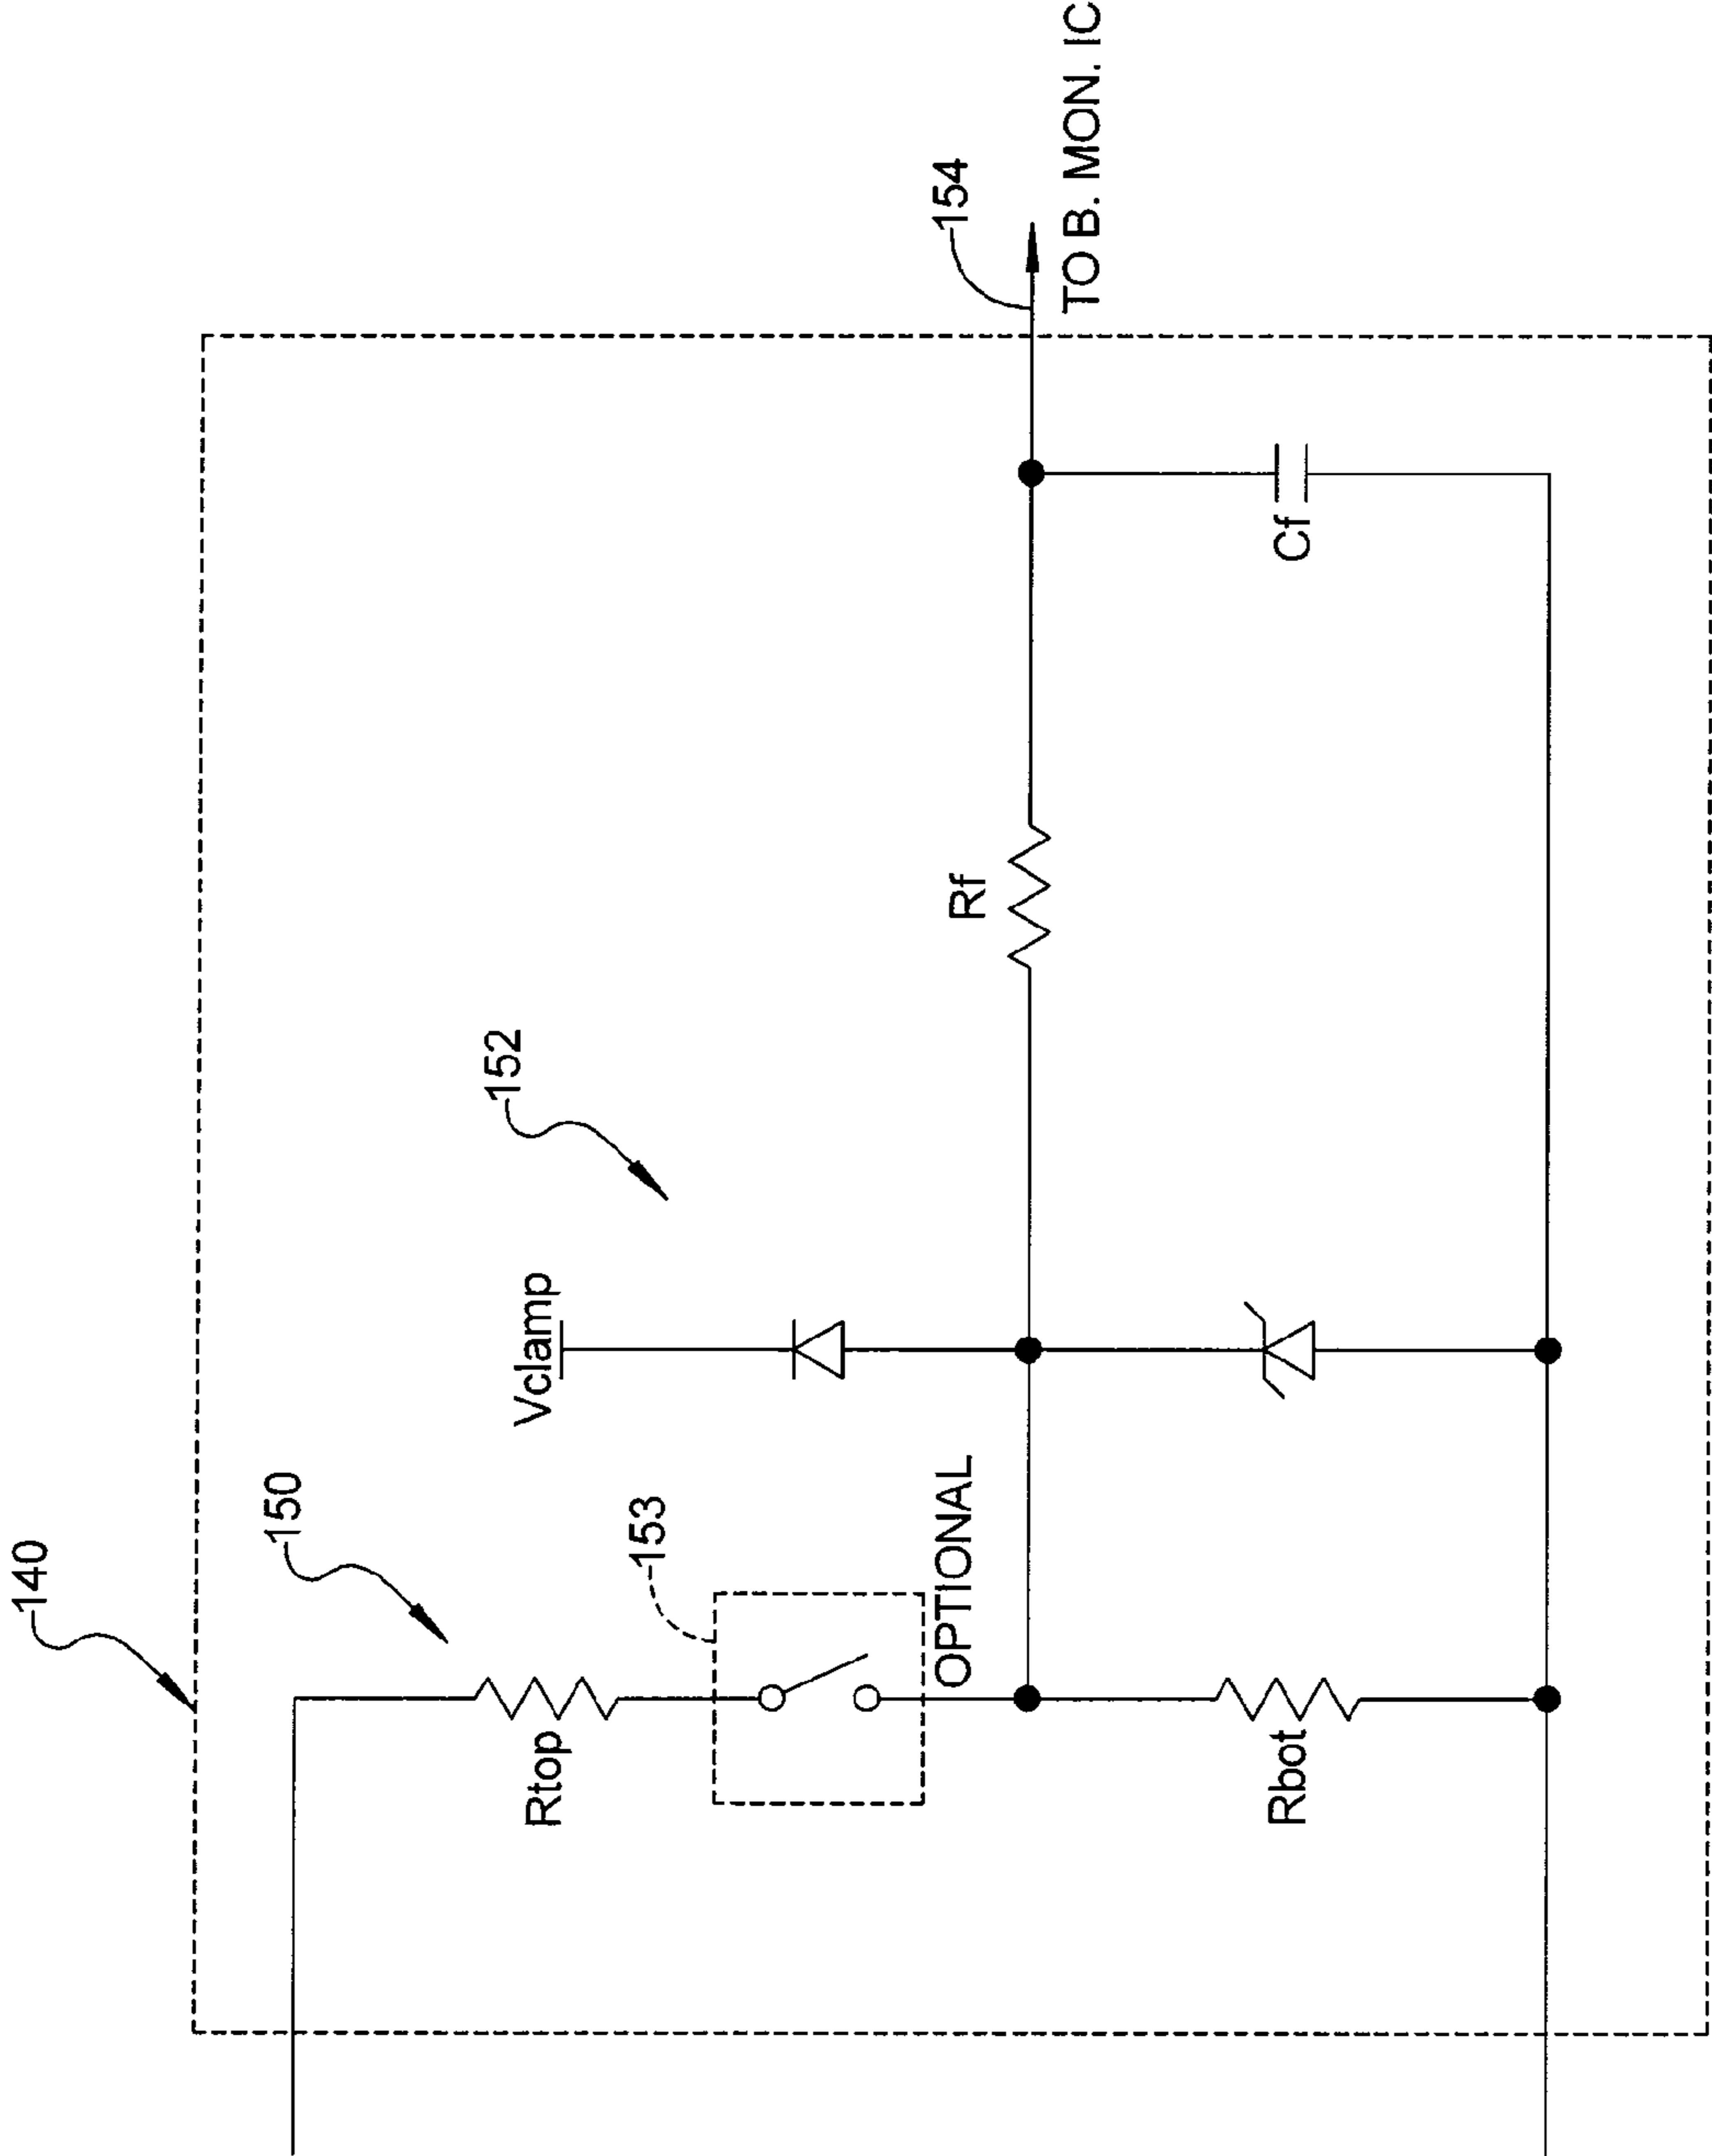 140
150
Rtop
153
OPTIONAL
Rbot
Vclamp
152
Rf
Cf
154
TO B. MON. IC